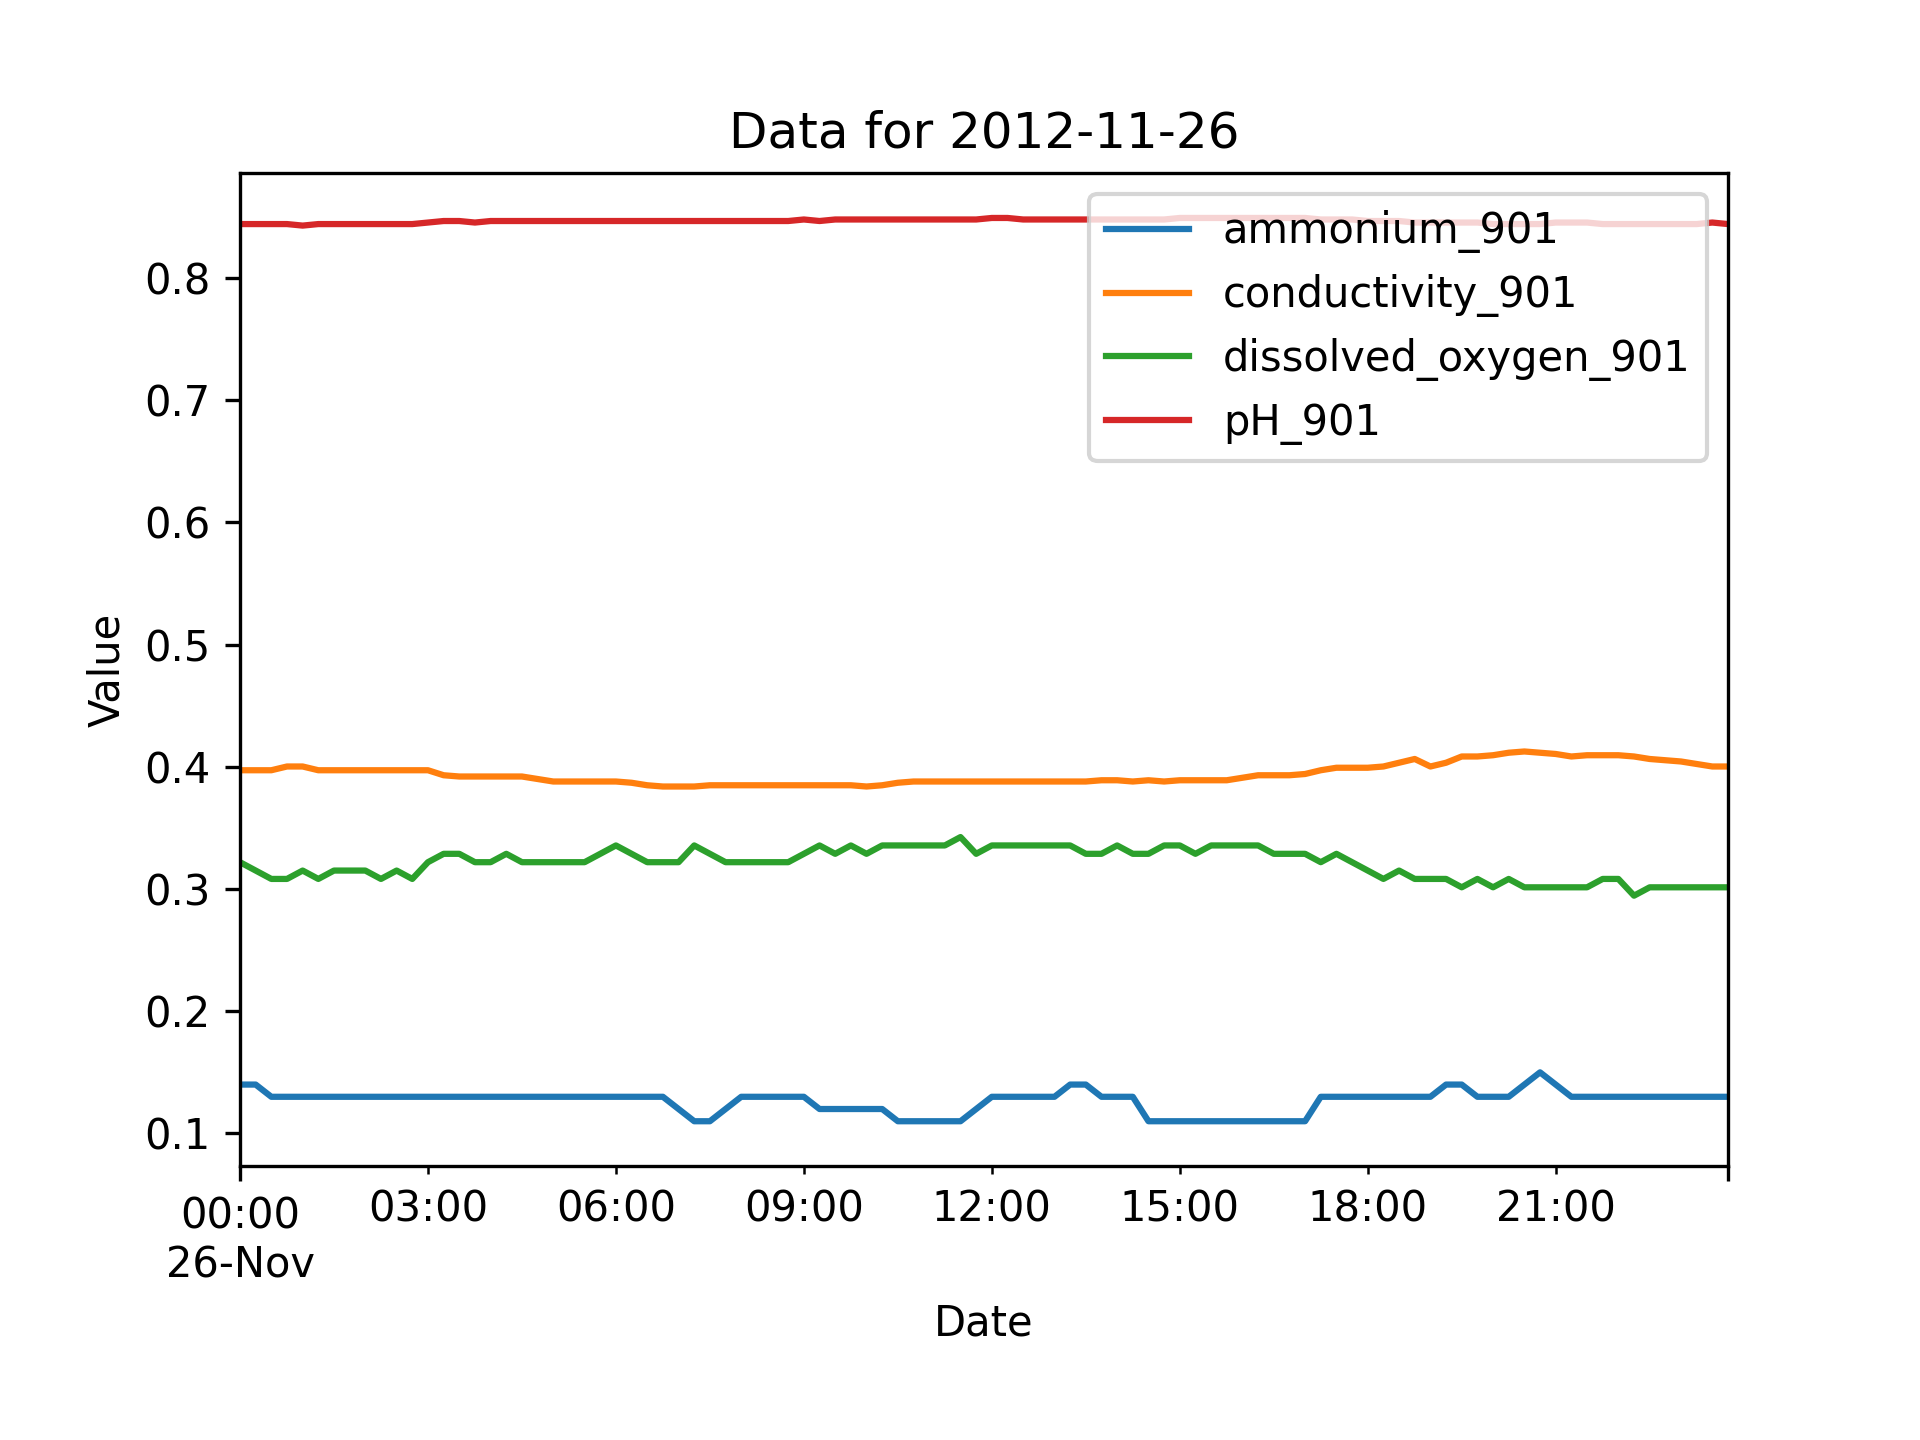 Data for 2012-11-26
ammonium_901
conductivity_901
dissolved_oxygen_901
pH_901
Value
0.8
0.7
0.6
0.5
0.4
0.3
0.2
0.1
00:00 03:00 06:00 09:00 12:00 15:00 18:00 21:00
26-Nov
Date